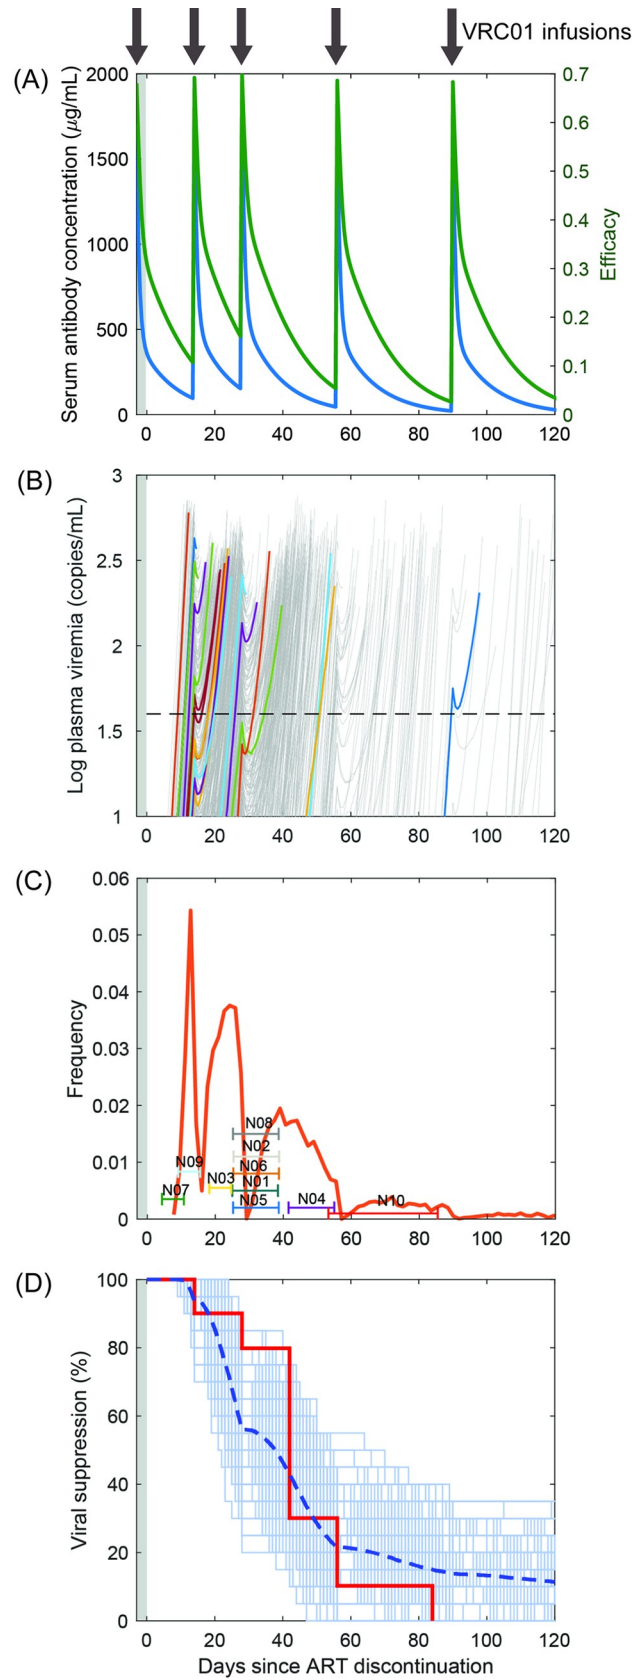 VRC01 infusions
(A)
Serum antibody concentration (μg/mL)
2000
1500
1000
500
0
0.7
0.6
0.5
0.4
0.3
0.2
0.1
0
Efficacy
0 20 40 60 80 100 120
(B)
Log plasma viremia (copies/mL)
3
2.5
2
1.5
1
0 20 40 60 80 100 120
(C)
Frequency
0.06
0.05
0.04
0.03
0.02
0.01
0
N08
N02
N09
N06
N03
N01
N07
N05
N04
N10
0 20 40 60 80 100 120
(D)
Viral suppression (%)
100
80
60
40
20
0
0 20 40 60 80 100 120
Days since ART discontinuation